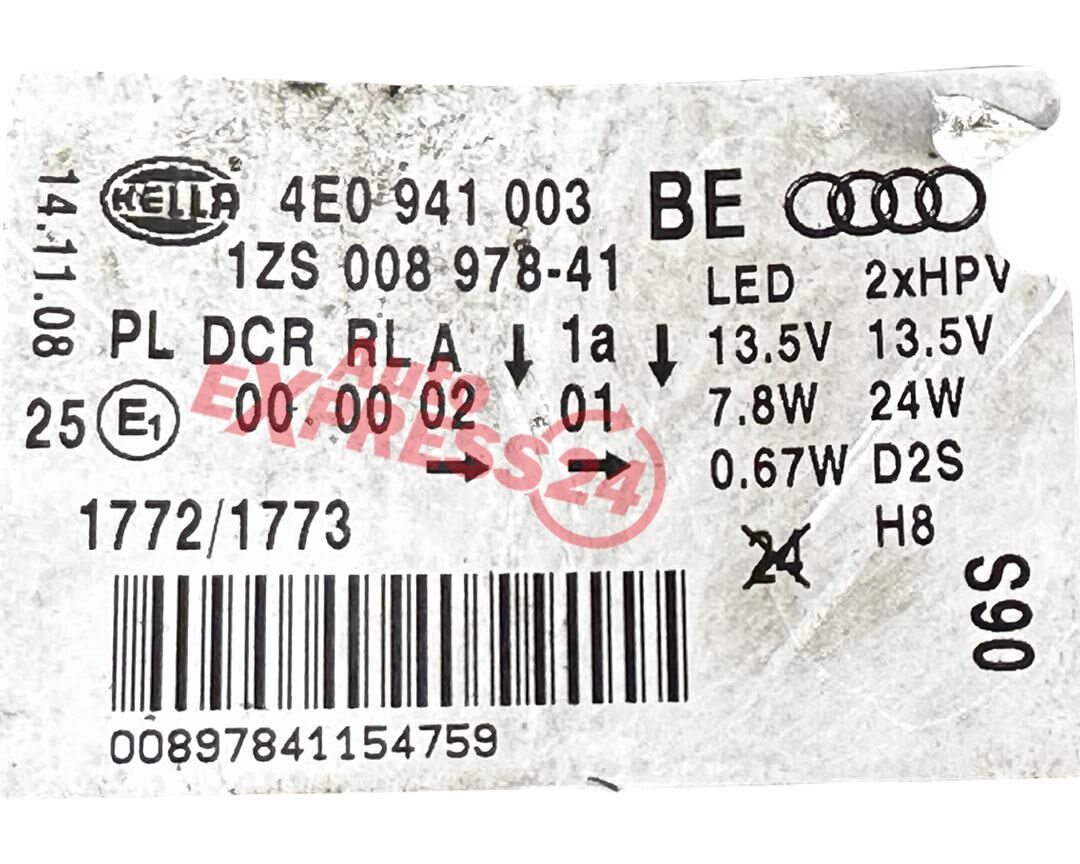 14.11.08
HELLA 4E0 941 003 BE
1ZS 008 978-41
LED 2xHPV
PL DCR RL A ↓ 1a ↓ 13.5V 13.5V
25 E1 00 00 02 01 7.8W 24W
→ → 0.67W D2S
1772/1773 H8
24
06S
00897841154759
Auto
EXPRESS24